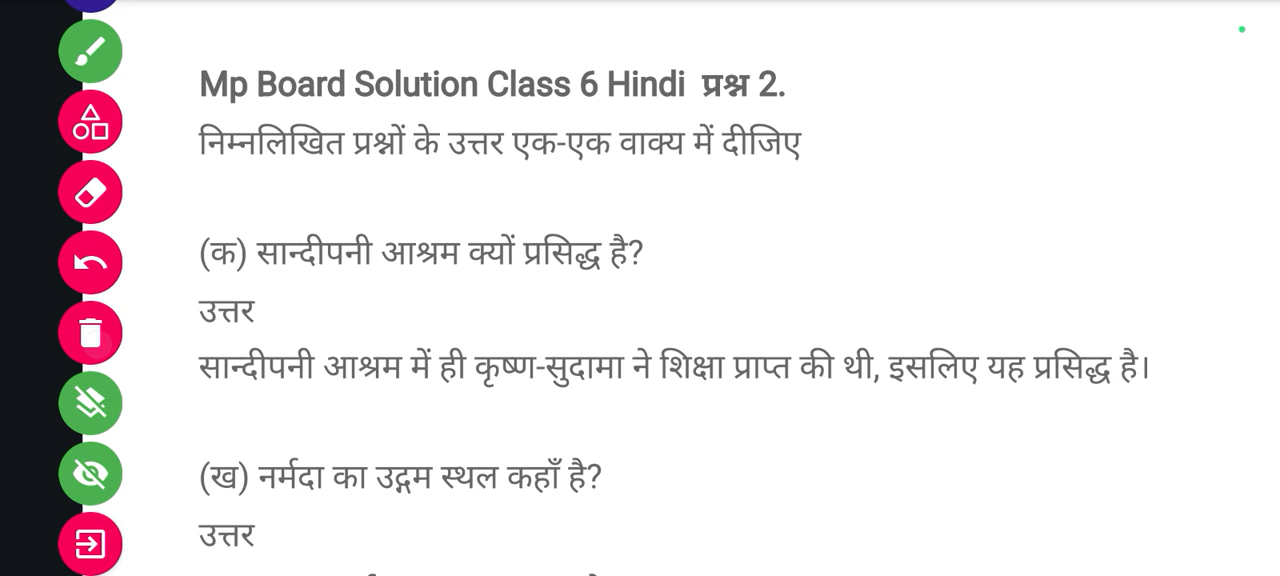 Mp Board Solution Class 6 Hindi प्रश्न 2.
निम्नलिखित प्रश्नों के उत्तर एक-एक वाक्य में दीजिए
(क) सान्दीपनी आश्रम क्यों प्रसिद्ध है?
उत्तर
सान्दीपनी आश्रम में ही कृष्ण-सुदामा ने शिक्षा प्राप्त की थी, इसलिए यह प्रसिद्ध है।
(ख) नर्मदा का उद्गम स्थल कहाँ है?
उत्तर